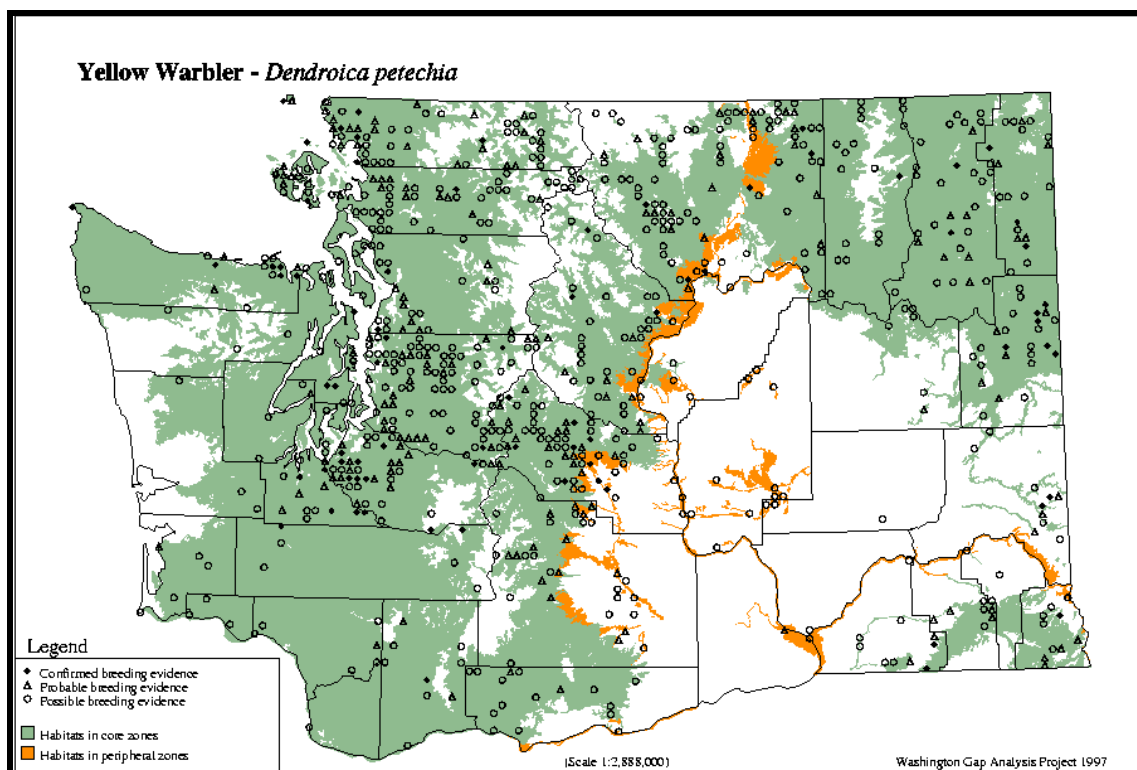 Yellow Warbler - Dendroica petechia
Legend
Confirmed breeding evidence
Probable breeding evidence
Possible breeding evidence
Habitats in core zones
Habitats in peripheral zones
(Scale 1:2,888,000)
Washington Gap Analysis Project 1997